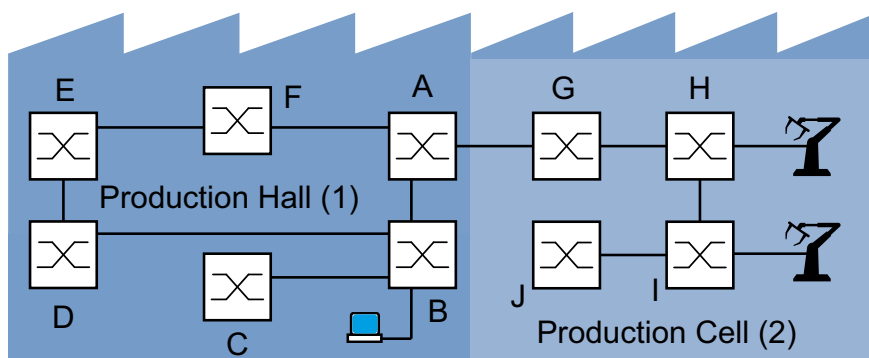 E
F
A
G
H
Production Hall (1)
D
C
B
J
I
Production Cell (2)